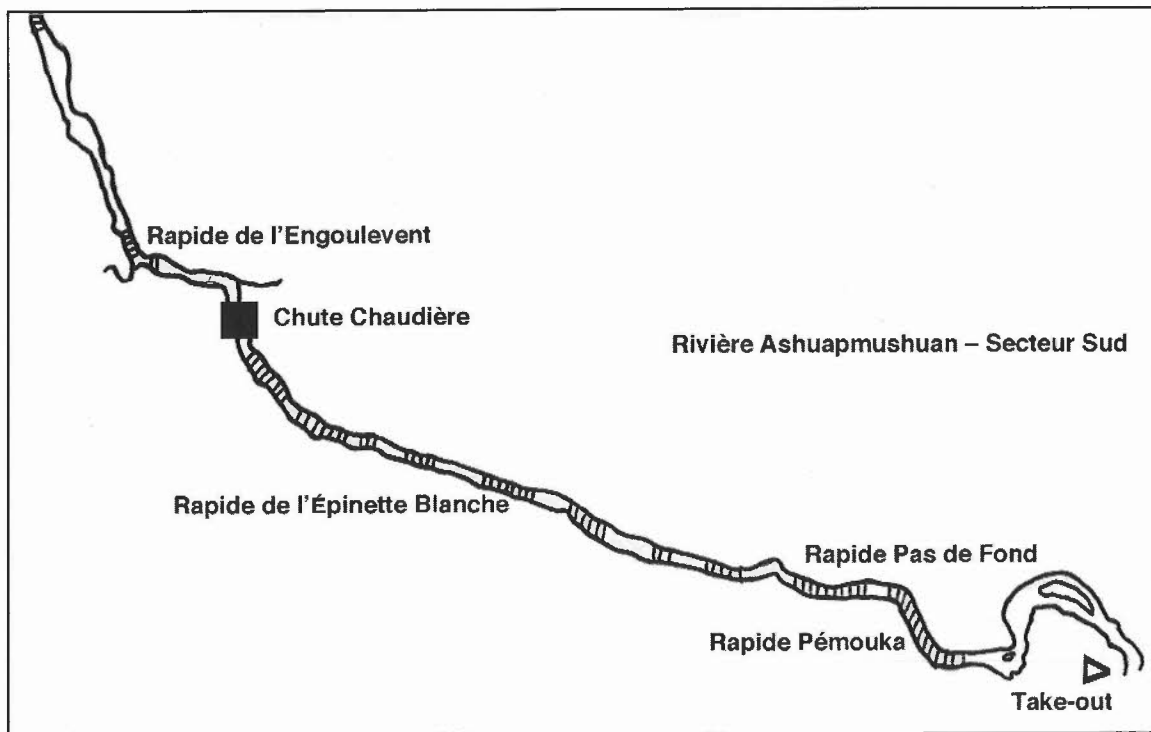 Rapide de l'Engoulevent
Chute Chaudière
Rivière Ashuapmushuan – Secteur Sud
Rapide de l'Épinette Blanche
Rapide Pas de Fond
Rapide Pémouka
Take-out